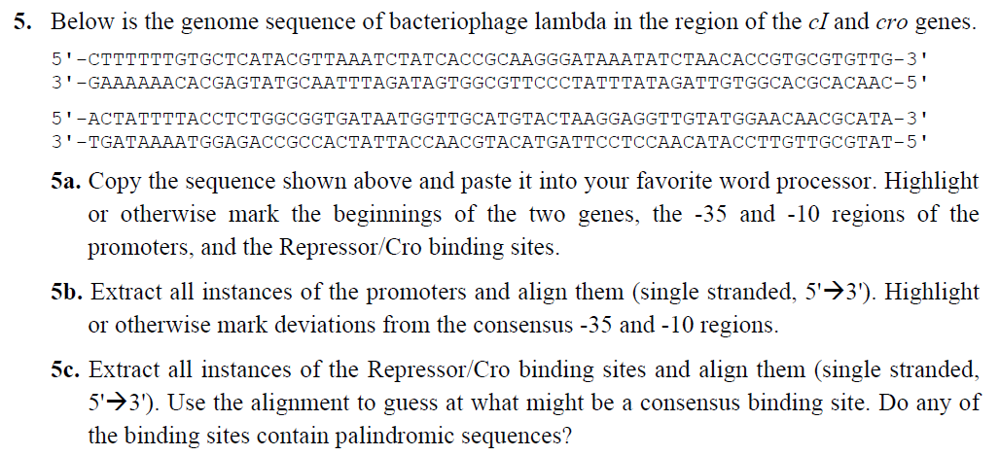 5. Below is the genome sequence of bacteriophage lambda in the region of the cI and cro genes.
5'-CTTTTTTGTGCTCATACGTTAAATCTATCACCGCAAGGGATAAATATCTAACACCGTGCGTGTTG-3'
3'-GAAAAAACACGAGTATGCAATTTAGATAGTGGCGTTCCCTATTTATAGATTGTGGCACGCACAAC-5'
5'-ACTATTTTACCTCTGGCGGTGATAATGGTTGCATGTACTAAGGAGGTTGTATGGAACAACGCATA-3'
3'-TGATAAAATGGAGACCGCCACTATTACCAACGTACATGATTCCTCCAACATACCTTGTTGCGTAT-5'
5a. Copy the sequence shown above and paste it into your favorite word processor. Highlight
or otherwise mark the beginnings of the two genes, the -35 and -10 regions of the
promoters, and the Repressor/Cro binding sites.
5b. Extract all instances of the promoters and align them (single stranded, 5'→3'). Highlight
or otherwise mark deviations from the consensus -35 and -10 regions.
5c. Extract all instances of the Repressor/Cro binding sites and align them (single stranded,
5'→3'). Use the alignment to guess at what might be a consensus binding site. Do any of
the binding sites contain palindromic sequences?